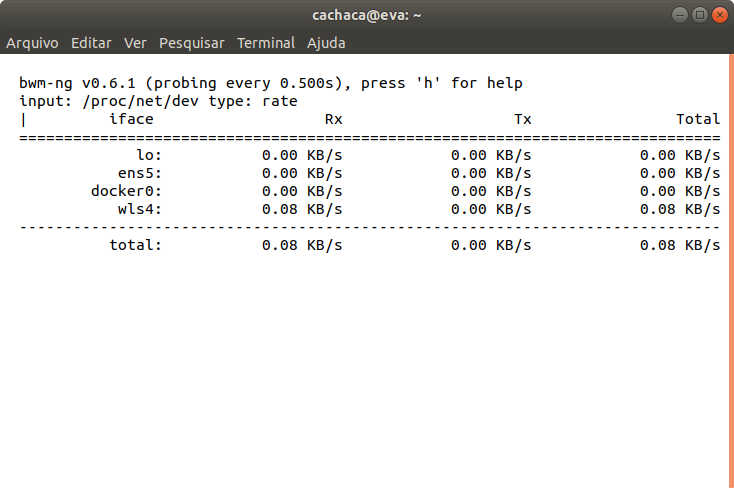 cachaca@eva: ~
Arquivo Editar Ver Pesquisar Terminal Ajuda
bwm-ng v0.6.1 (probing every 0.500s), press 'h' for help
input: /proc/net/dev type: rate
| iface Rx Tx Total
==============================================================================
lo: 0.00 KB/s 0.00 KB/s 0.00 KB/s
ens5: 0.00 KB/s 0.00 KB/s 0.00 KB/s
docker0: 0.00 KB/s 0.00 KB/s 0.00 KB/s
wls4: 0.08 KB/s 0.00 KB/s 0.08 KB/s
------------------------------------------------------------------------------
total: 0.08 KB/s 0.00 KB/s 0.08 KB/s